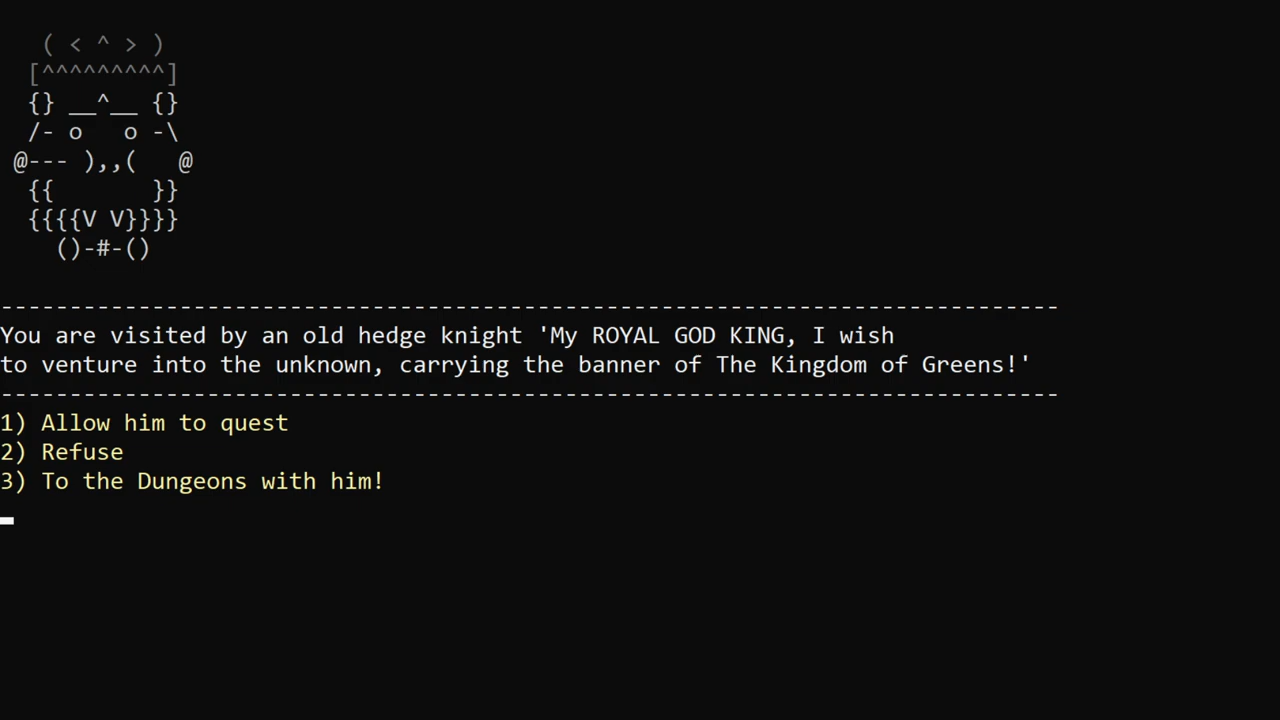 ( < ^ > )
[^^^^^^^^^]
{} __^__ {}
/- o   o -\
@--- ),,(   @
{{       }}
{{{{V V}}}}
()-#-()
-----------------------------------------------------------------------------
You are visited by an old hedge knight 'My ROYAL GOD KING, I wish
to venture into the unknown, carrying the banner of The Kingdom of Greens!'
-----------------------------------------------------------------------------
1) Allow him to quest
2) Refuse
3) To the Dungeons with him!